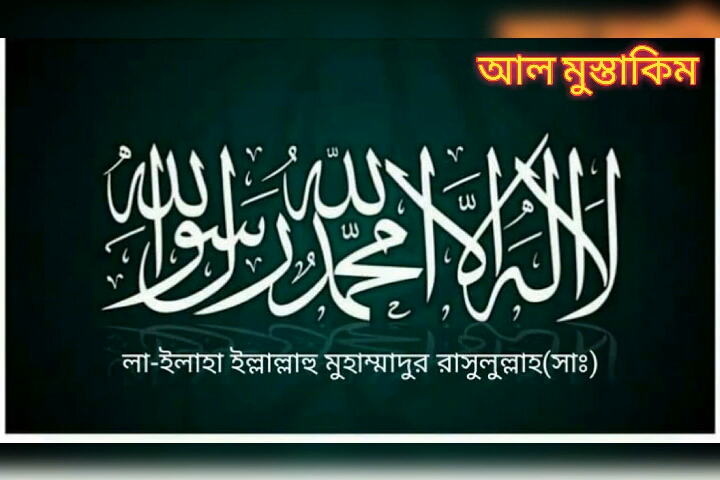 আল মুস্তাকিম
لا اله الا الله محمد رسول الله
লা-ইলাহা ইল্লাল্লাহু মুহাম্মাদুর রাসুলুল্লাহ(সাঃ)